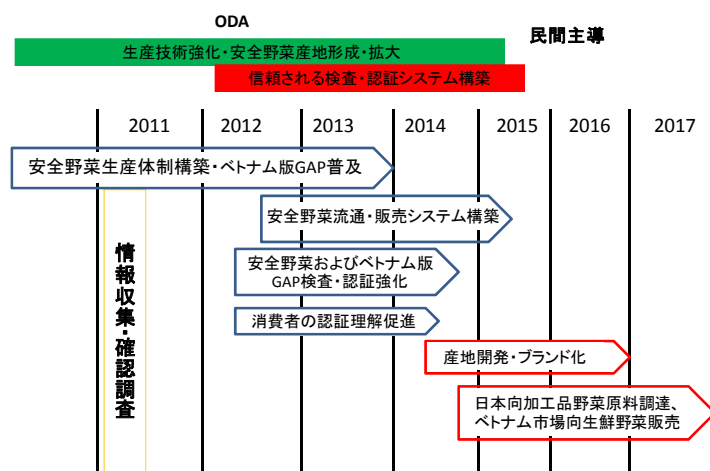 ODA
民間主導
生産技術強化・安全野菜産地形成・拡大
信頼される検査・認証システム構築
2011 2012 2013 2014 2015 2016 2017
安全野菜生産体制構築・ベトナム版GAP普及
安全野菜流通・販売システム構築
情報収集・確認調査
安全野菜およびベトナム版
GAP検査・認証強化
消費者の認証理解促進
産地開発・ブランド化
日本向加工品野菜原料調達、
ベトナム市場向生鮮野菜販売